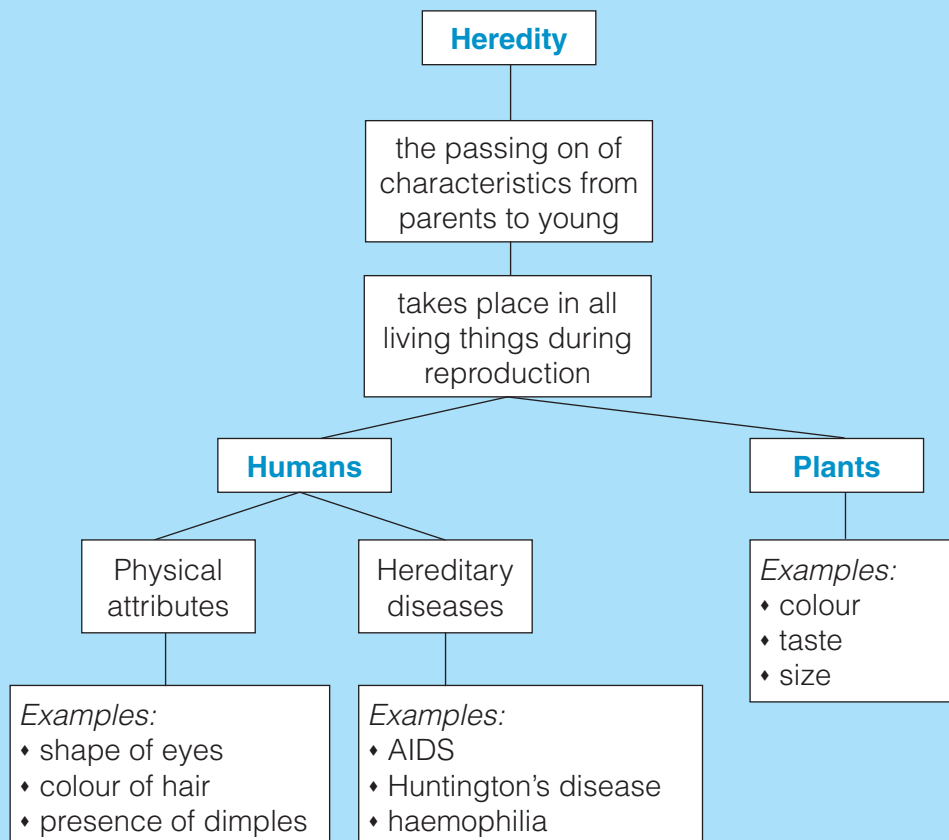 Heredity
the passing on of
characteristics from
parents to young
takes place in all
living things during
reproduction
Humans
Plants
Physical
attributes
Hereditary
diseases
Examples:
♦ colour
♦ taste
♦ size
Examples:
♦ shape of eyes
♦ colour of hair
♦ presence of dimples
Examples:
♦ AIDS
♦ Huntington’s disease
♦ haemophilia